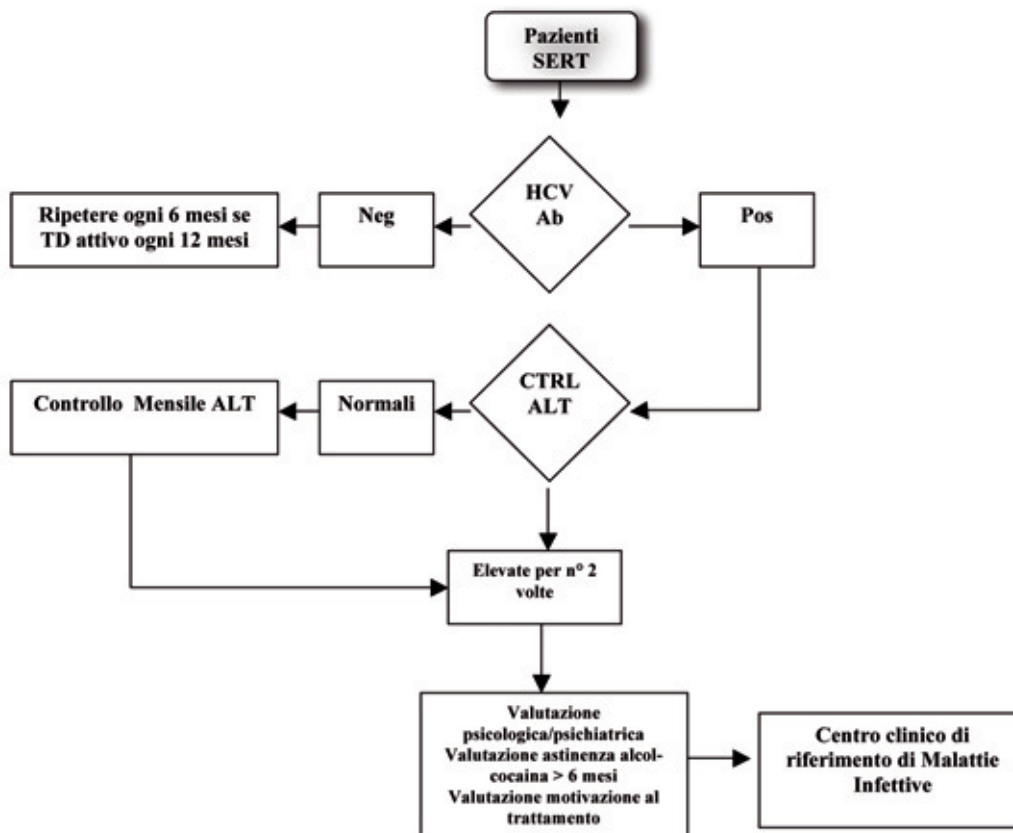 Pazienti
SERT
HCV
Ab
Ripetere ogni 6 mesi se
TD attivo ogni 12 mesi
Neg
Pos
CTRL
ALT
Controllo Mensile ALT
Normali
Elevate per n° 2
volte
Valutazione
psicologica/psichiatrica
Valutazione astinenza alcol-
cocaina > 6 mesi
Valutazione motivazione al
trattamento
Centro clinico di
riferimento di Malattie
Infettive